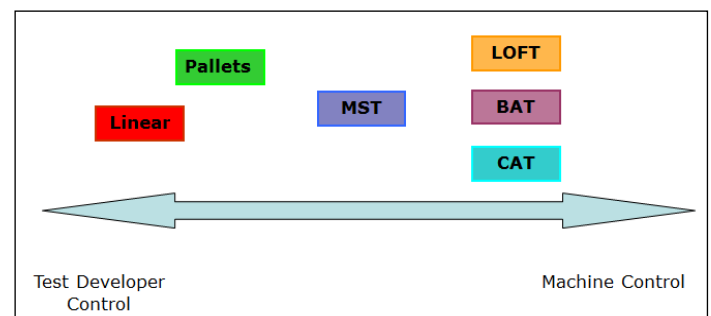 LOFT
Pallets
MST
BAT
Linear
CAT
Test Developer
Control
Machine Control